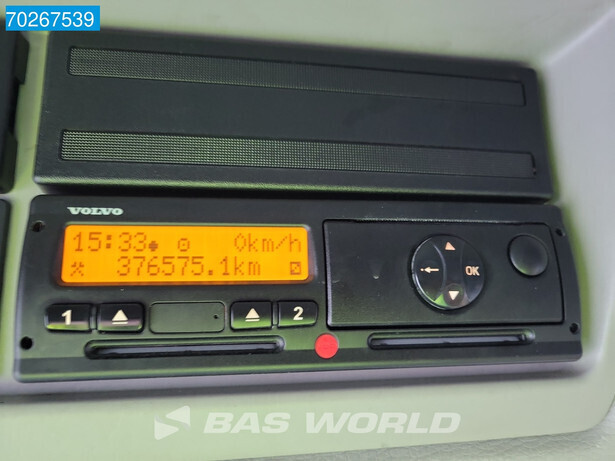 70267539
VOLVO
15:33 0km/h
376575.1km
1 2
OK
BAS WORLD